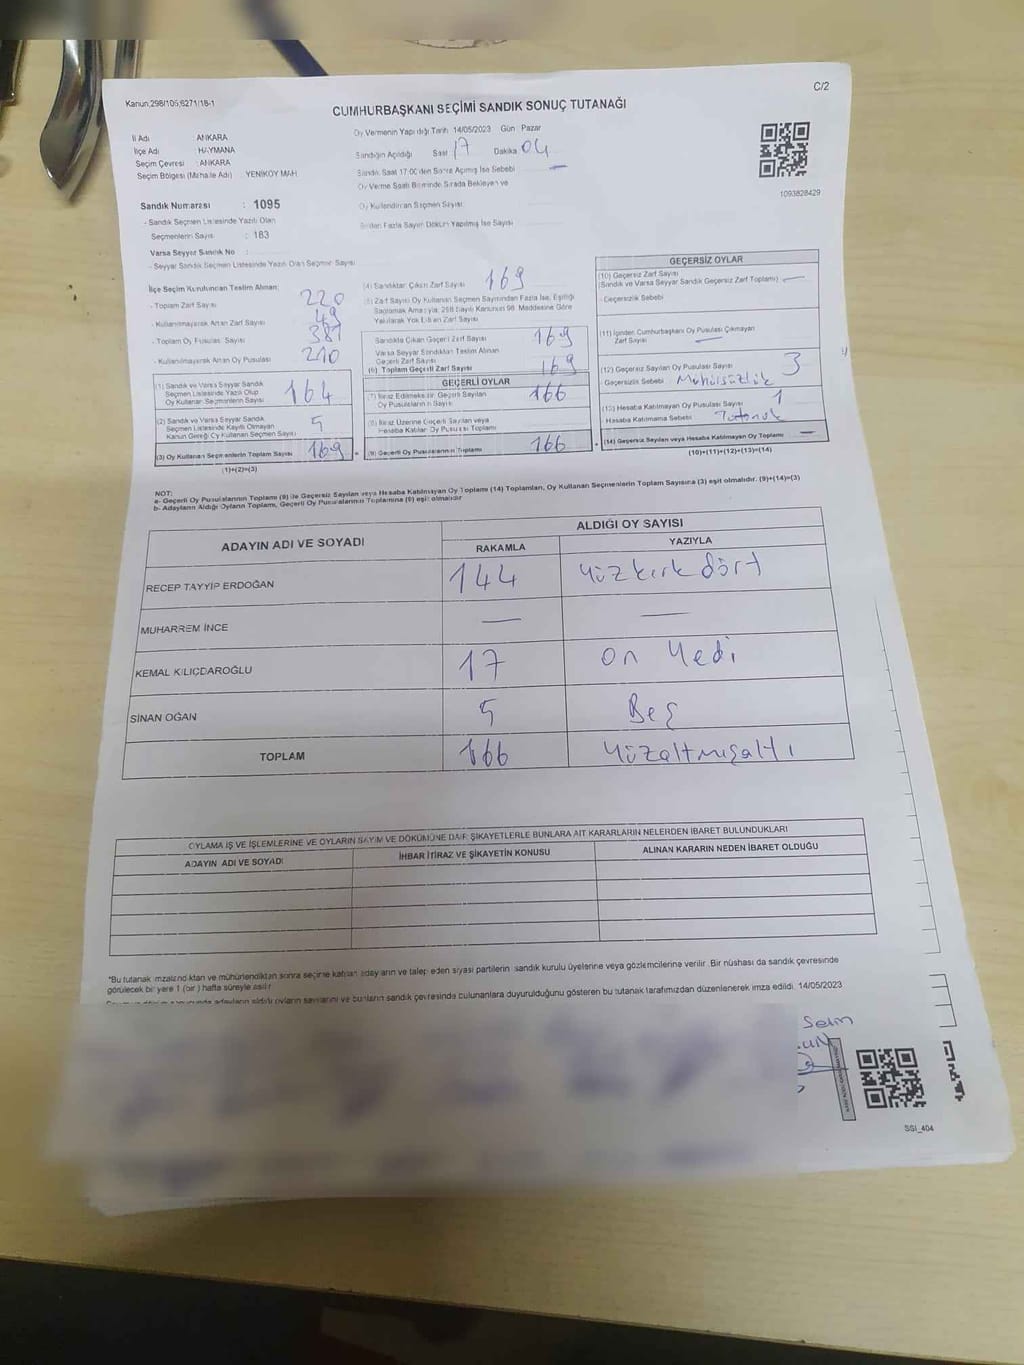 Kanun;298/105;6271/18-1
C/2
CUMHURBAŞKANI SEÇİMİ SANDIK SONUÇ TUTANAĞI
İl Adı ANKARA
İlçe Adı HAYMANA
Seçim Çevresi : ANKARA
Seçim Bölgesi (Mahalle Adı) YENİKÖY MAH
Sandık Numarası : 1095
- Sandık Seçmen Listesinde Yazılı Olan
Seçmenlerin Sayısı : 183
Varsa Seyyar Sandık No :
- Seyyar Sandık Seçmen Listesinde Yazılı Olan Seçmen Sayısı
Oy Vermenin Yapıldığı Tarih 14/05/2023 Gün Pazar
Sandığın Açıldığı Saat 17 Dakika 04
Sandık Saat 17:00'den Sonra Açılmış İse Sebebi —
Oy Verme Saati Bitiminde Sırada Bekleyen ve
Oy Kullandırılan Seçmen Sayısı
Birden Fazla Sayım Döküm Yapılmış İse Sayısı
1093828429
İlçe Seçim Kurulundan Teslim Alınan:
- Toplam Zarf Sayısı 220
- Kullanılmayarak Artan Zarf Sayısı 49
- Toplam Oy Pusulası Sayısı 381
- Kullanılmayarak Artan Oy Pusulası 210
(1) Sandık ve Varsa Seyyar Sandık
Seçmen Listesinde Yazılı Olup
Oy Kullanan Seçmenlerin Sayısı 164
(2) Sandık ve Varsa Seyyar Sandık
Seçmen Listesinde Kayıtlı Olmayan
Kanun Gereği Oy Kullanan Seçmen Sayısı 5
(3) Oy Kullanan Seçmenlerin Toplam Sayısı 169
(1)+(2)=(3)
(4) Sandıktan Çıkan Zarf Sayısı 169
(5) Zarf Sayısı Oy Kullanan Seçmen Sayısından Fazla İse, Eşitliği
Sağlamak Amacıyla; 298 Sayılı Kanunun 98. Maddesine Göre
Yakılarak Yok Edilen Zarf Sayısı
Sandıkta Çıkan Geçerli Zarf Sayısı 169
Varsa Seyyar Sandıktan Teslim Alınan
Geçerli Zarf Sayısı
(6) Toplam Geçerli Zarf Sayısı 169
GEÇERLİ OYLAR
(7) İtiraz Edilmeksizin Geçerli Sayılan
Oy Pusulalarının Sayısı 166
(8) İtiraz Üzerine Geçerli Sayılan veya
Hesaba Katılan Oy Pusulası Toplamı
(9) Geçerli Oy Pusulalarının Toplamı 166
GEÇERSİZ OYLAR
(10) Geçersiz Zarf Sayısı
(Sandık ve Varsa Seyyar Sandık Geçersiz Zarf Toplamı) —
- Geçersizlik Sebebi
(11) İçinden Cumhurbaşkanı Oy Pusulası Çıkmayan
Zarf Sayısı —
(12) Geçersiz Sayılan Oy Pusulası Sayısı 3
- Geçersizlik Sebebi Mühürsüzlük
(13) Hesaba Katılmayan Oy Pusulası Sayısı 1
Hesaba Katılmama Sebebi
(14) Geçersiz Sayılan veya Hesaba Katılmayan Oy Toplamı —
(10)+(11)+(12)+(13)=(14)
NOT:
a- Geçerli Oy Pusulalarının Toplamı (9) ile Geçersiz Sayılan veya Hesaba Katılmayan Oy Toplamı (14) Toplamları, Oy Kullanan Seçmenlerin Toplam Sayısına (3) eşit olmalıdır. (9)+(14)=(3)
b- Adayların Aldığı Oyların Toplamı, Geçerli Oy Pusulalarının Toplamına (9) eşit olmalıdır
ADAYIN ADI VE SOYADI ALDIĞI OY SAYISI
RAKAMLA YAZIYLA
RECEP TAYYİP ERDOĞAN 144 Yüzkırkdört
MUHARREM İNCE — —
KEMAL KILIÇDAROĞLU 17 on Yedi
SİNAN OĞAN 5 Beş
TOPLAM 166 Yüzaltmışaltı
OYLAMA İŞ VE İŞLEMLERİNE VE OYLARIN SAYIM VE DÖKÜMÜNE DAİR ŞİKAYETLERLE BUNLARA AİT KARARLARIN NELERDEN İBARET BULUNDUKLARI
ADAYIN ADI VE SOYADI İHBAR İTİRAZ VE ŞİKAYETİN KONUSU ALINAN KARARIN NEDEN İBARET OLDUĞU
*Bu tutanak imzalandıktan ve mühürlendikten sonra seçime katılan adayların ve talep eden siyasi partilerin sandık kurulu üyelerine veya gözlemcilerine verilir. Bir nüshası da sandık çevresinde
görülecek bir yere 1 (bir) hafta süreyle asılır.
sonucunda adayların aldığı oyların sayılarını ve bunların sandık çevresinde bulunanlara duyurulduğunu gösteren bu tutanak tarafımızdan düzenlenerek imza edildi. 14/05/2023
Selin
SSI_404